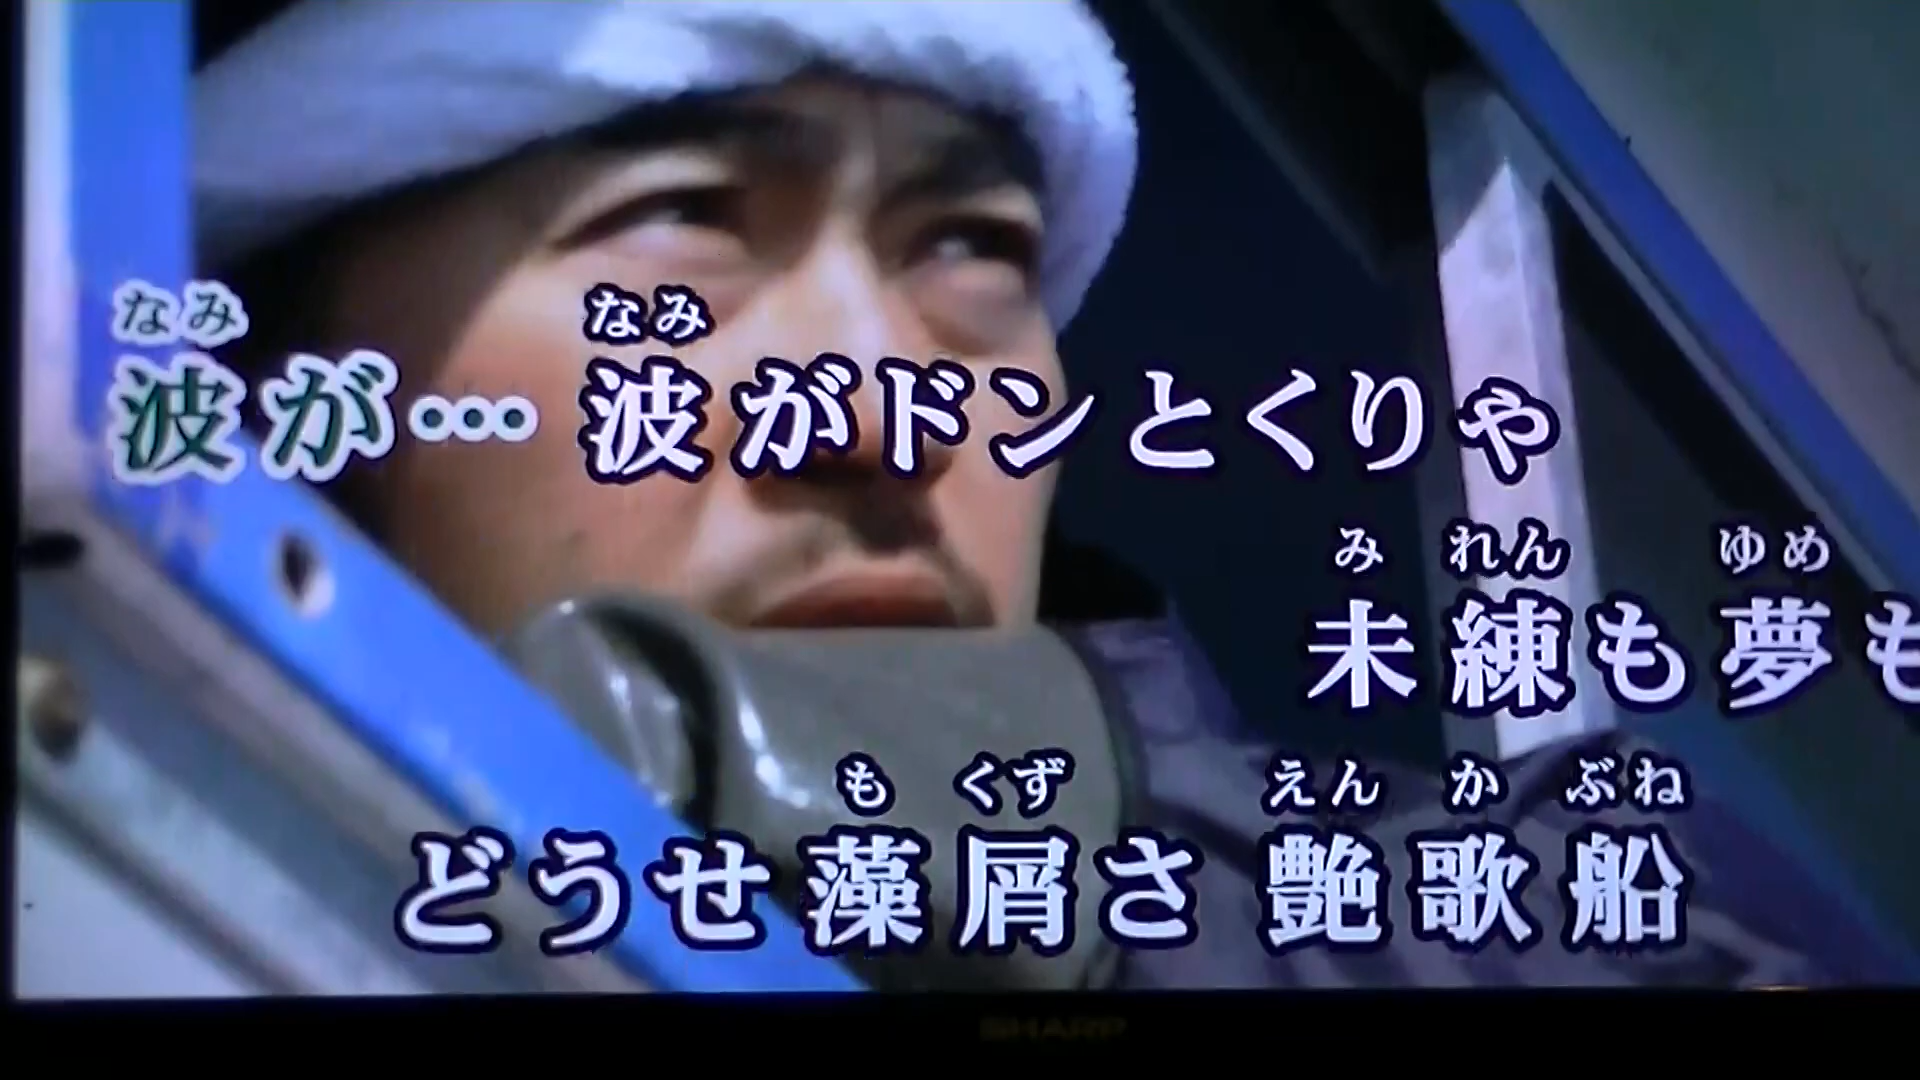 なみ なみ
波が… 波がドンとくりゃ
み れん ゆめ
未練も夢も
も くず えん か ぶね
どうせ藻屑さ 艶歌船
SHARP